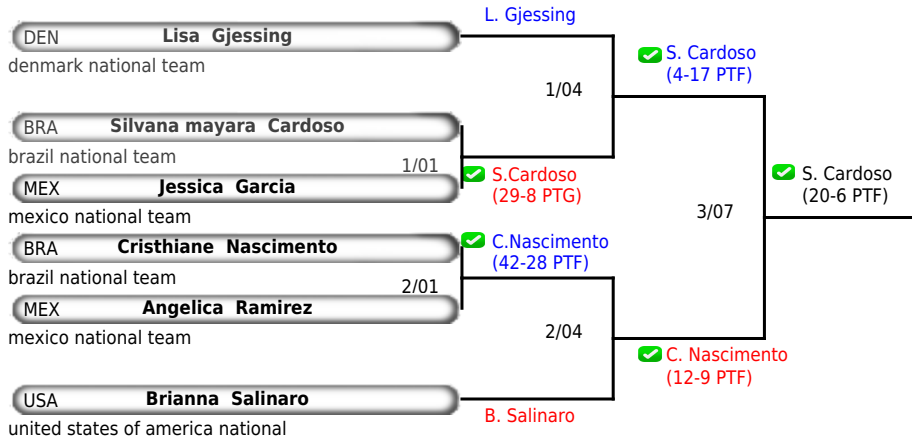 L. Gjessing
DEN Lisa Gjessing
denmark national team
S. Cardoso
(4-17 PTF)
1/04
BRA Silvana mayara Cardoso
brazil national team
1/01
S.Cardoso
(29-8 PTG)
MEX Jessica Garcia
mexico national team
S. Cardoso
(20-6 PTF)
3/07
BRA Cristhiane Nascimento
brazil national team
C.Nascimento
(42-28 PTF)
2/01
MEX Angelica Ramirez
mexico national team
2/04
C. Nascimento
(12-9 PTF)
USA Brianna Salinaro
united states of america national
B. Salinaro